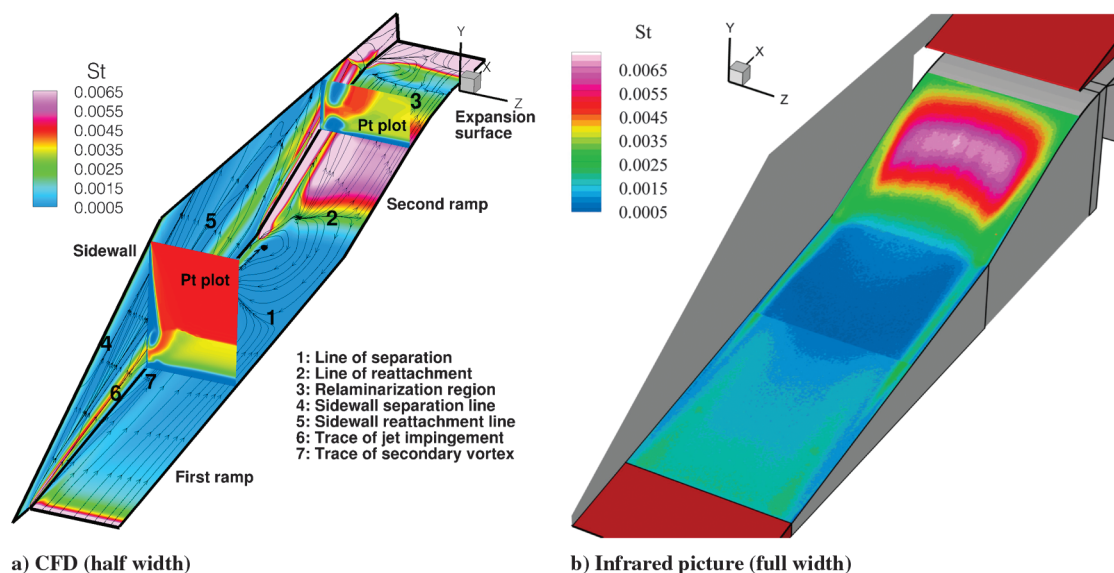 St
0.0065
0.0055
0.0045
0.0035
0.0025
0.0015
0.0005
Y
X
Z
3
Pt plot
Expansion
surface
Second ramp
2
5
Sidewall
Pt plot
1
4
7
6
1: Line of separation
2: Line of reattachment
3: Relaminarization region
4: Sidewall separation line
5: Sidewall reattachment line
6: Trace of jet impingement
7: Trace of secondary vortex
First ramp
a) CFD (half width)
St
0.0065
0.0055
0.0045
0.0035
0.0025
0.0015
0.0005
Y
X
Z
b) Infrared picture (full width)